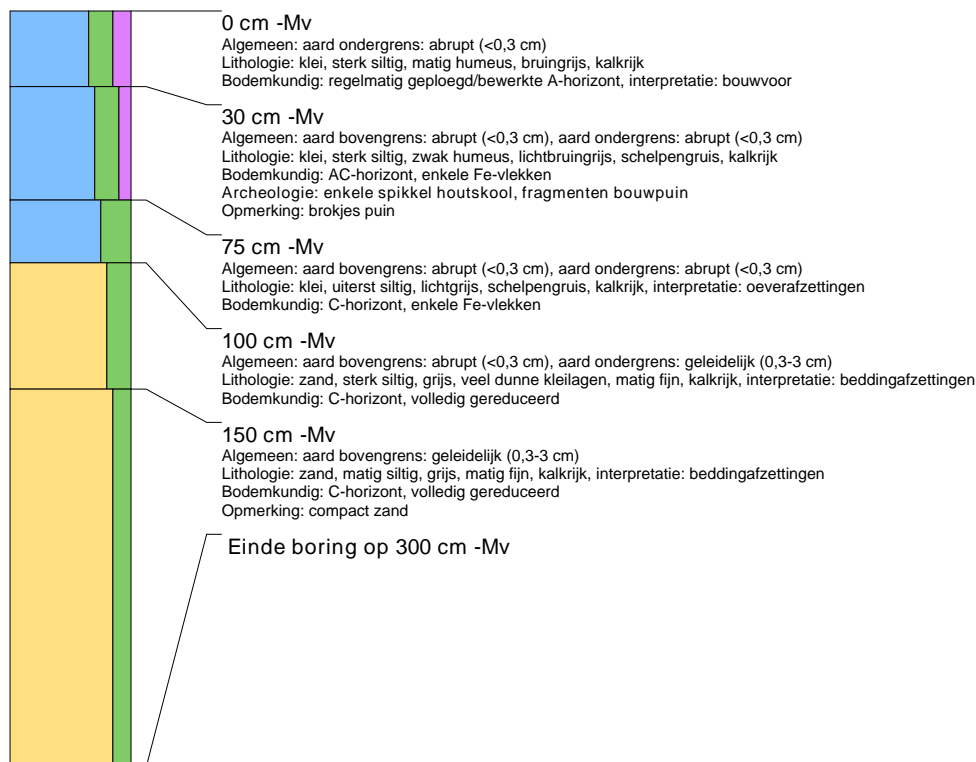 0 cm -Mv
Algemeen: aard ondergrens: abrupt (<0,3 cm)
Lithologie: klei, sterk siltig, matig humeus, bruingrijs, kalkrijk
Bodemkundig: regelmatig geploegd/bewerkte A-horizont, interpretatie: bouwvoor
30 cm -Mv
Algemeen: aard bovengrens: abrupt (<0,3 cm), aard ondergrens: abrupt (<0,3 cm)
Lithologie: klei, sterk siltig, zwak humeus, lichtbruingrijs, schelpengruis, kalkrijk
Bodemkundig: AC-horizont, enkele Fe-vlekken
Archeologie: enkele spikkel houtskool, fragmenten bouwpuin
Opmerking: brokjes puin
75 cm -Mv
Algemeen: aard bovengrens: abrupt (<0,3 cm), aard ondergrens: abrupt (<0,3 cm)
Lithologie: klei, uiterst siltig, lichtgrijs, schelpengruis, kalkrijk, interpretatie: oeverafzettingen
Bodemkundig: C-horizont, enkele Fe-vlekken
100 cm -Mv
Algemeen: aard bovengrens: abrupt (<0,3 cm), aard ondergrens: geleidelijk (0,3-3 cm)
Lithologie: zand, sterk siltig, grijs, veel dunne kleilagen, matig fijn, kalkrijk, interpretatie: beddingafzettingen
Bodemkundig: C-horizont, volledig gereduceerd
150 cm -Mv
Algemeen: aard bovengrens: geleidelijk (0,3-3 cm)
Lithologie: zand, matig siltig, grijs, matig fijn, kalkrijk, interpretatie: beddingafzettingen
Bodemkundig: C-horizont, volledig gereduceerd
Opmerking: compact zand
Einde boring op 300 cm -Mv